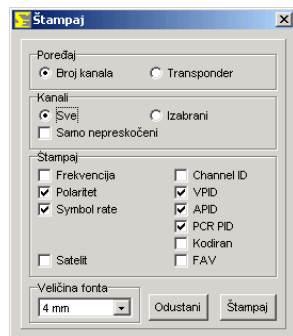 Štampaj
Poređaj
Broj kanala Transponder
Kanali
Sve Izabrani
Samo nepreskočeni
Štampaj
Frekvencija Channel ID
Polaritet VPID
Symbol rate APID
PCR PID
Kodiran
Satelit FAV
Veličina fonta
4 mm Odustani Štampaj